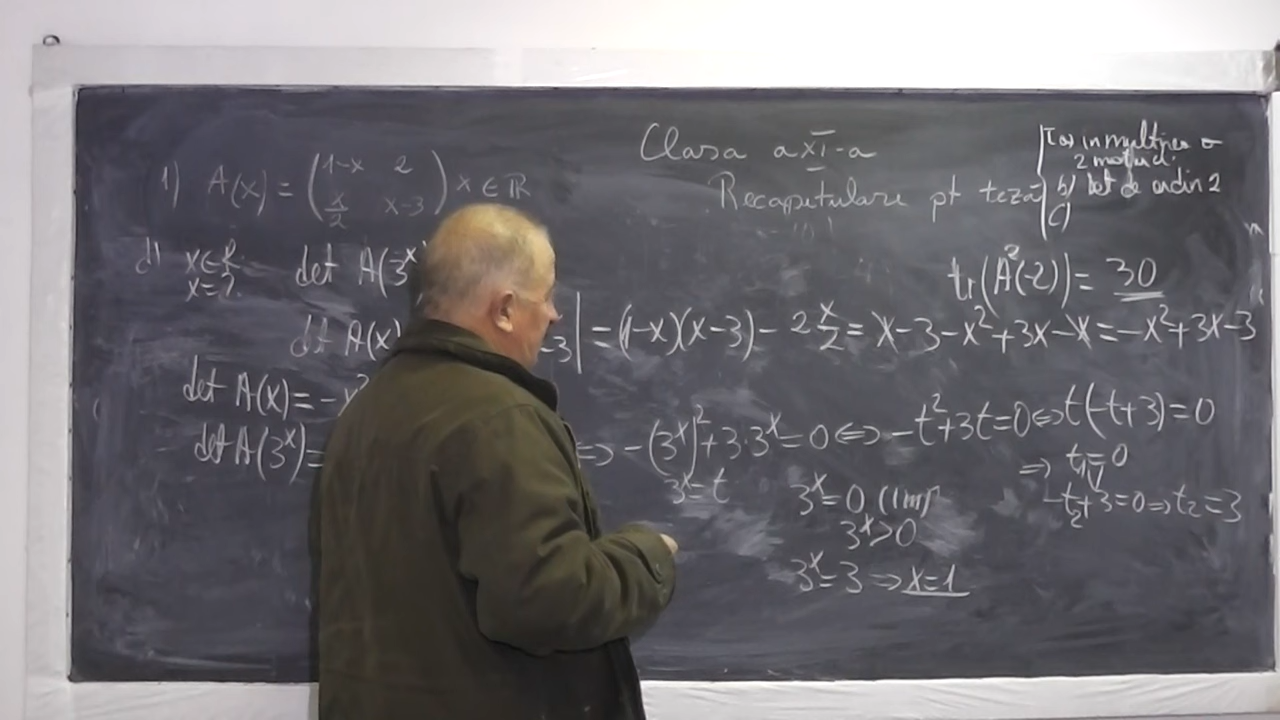 Clasa a XI-a
Recapitulare pt teză
a) inmultirea a
2 matrici
b) det de ordin 2
c)
1) A(x) = (1-x 2
x/2 x-3) x ∈ ℝ
d) x∈R
x=?
det A(3^x
tr(A²(-2)) = 30
det A(x) -3| = (1-x)(x-3) - 2 x/2 = x-3-x²+3x-x = -x²+3x-3
det A(x) = -x²
det A(3^x) = => -(3^x)²+3·3^x=0 ⇔ -t²+3t=0 ⇔ t(-t+3)=0
3^x=t
=> t₁=0
V
-t₂+3=0 => t₂=3
3^x=0 (imp)
3^x>0
3^x=3 => x=1